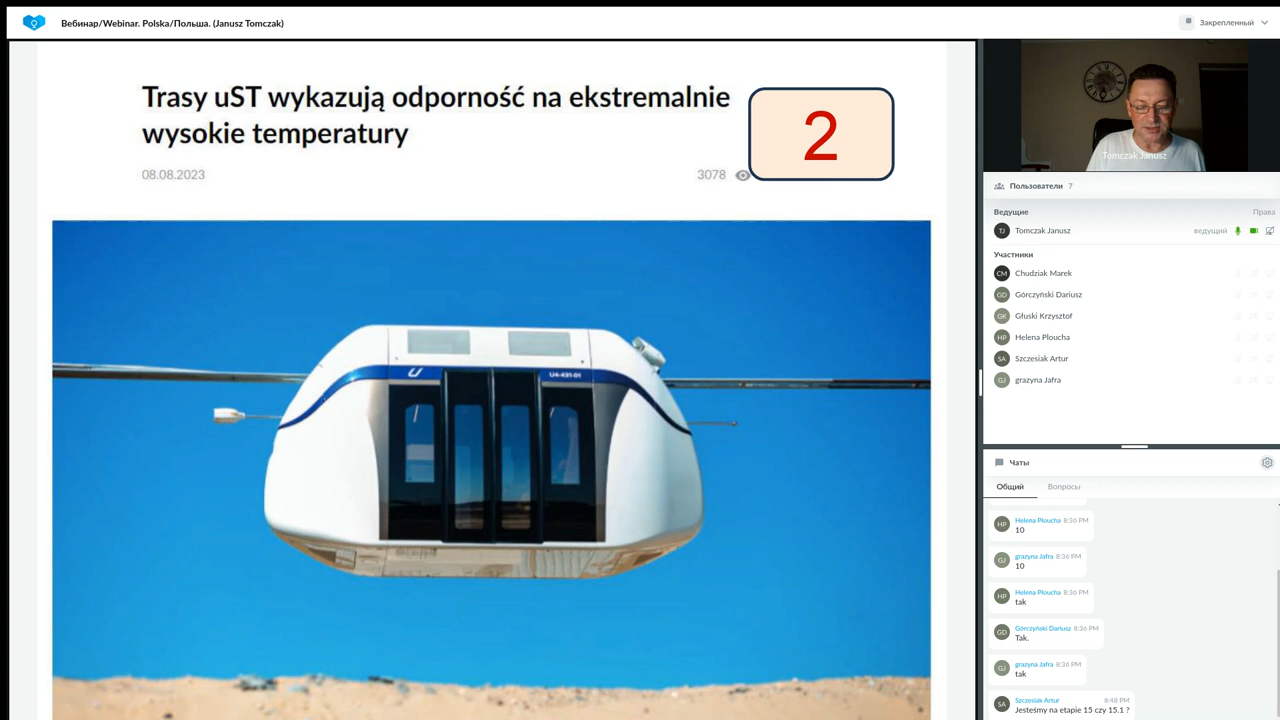 Вебинар/Webinar. Polska/Польша. (Janusz Tomczak)
Закрепленный
Trasy uST wykazują odporność na ekstremalnie
wysokie temperatury
2
08.08.2023
3078
U4-431-01
Tomczak Janusz
Пользователи 7
Ведущие Права
TJ Tomczak Janusz ведущий
Участники
CM Chudziak Marek
GD Górczyński Dariusz
GK Głuski Krzysztof
HP Helena Płoucha
SA Szczesiak Artur
GJ grazyna Jafra
Чаты
Общий Вопросы
HP Helena Płoucha 8:36 PM
10
GJ grazyna Jafra 8:36 PM
10
HP Helena Płoucha 8:36 PM
tak
GD Górczyński Dariusz 8:36 PM
Tak.
GJ grazyna Jafra 8:36 PM
tak
SA Szczesiak Artur 8:48 PM
Jesteśmy na etapie 15 czy 15.1 ?